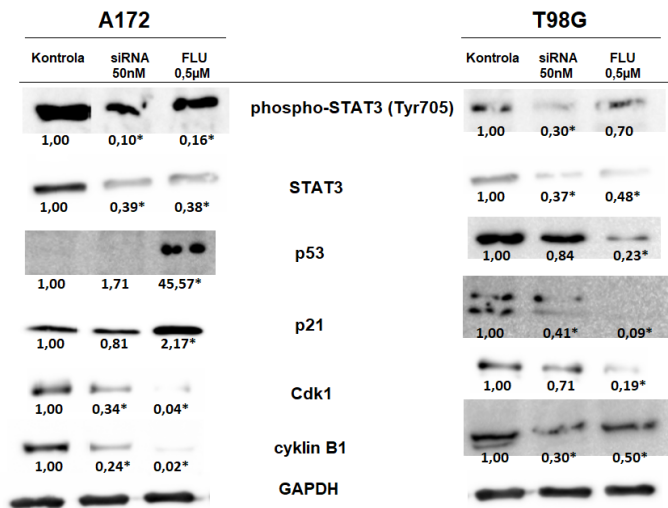 A172 T98G
Kontrola siRNA 50nM FLU 0,5µM Kontrola siRNA 50nM FLU 0,5µM
phospho-STAT3 (Tyr705)
1,00 0,10* 0,16* 1,00 0,30* 0,70
STAT3
1,00 0,39* 0,38* 1,00 0,37* 0,48*
p53
1,00 1,71 45,57* 1,00 0,84 0,23*
p21
1,00 0,81 2,17* 1,00 0,41* 0,09*
Cdk1
1,00 0,34* 0,04* 1,00 0,71 0,19*
cyklin B1
1,00 0,24* 0,02* 1,00 0,30* 0,50*
GAPDH